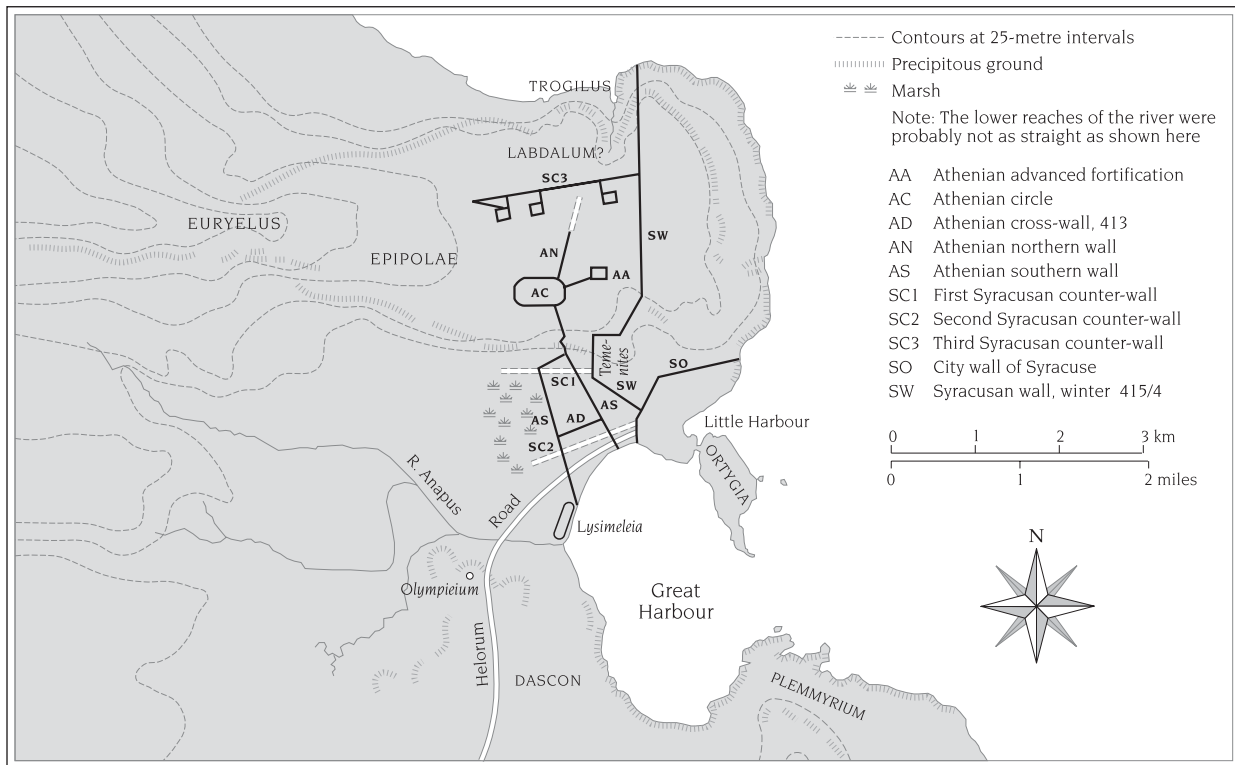 Contours at 25-metre intervals
Precipitous ground
Marsh
Note: The lower reaches of the river were
probably not as straight as shown here
AA Athenian advanced fortification
AC Athenian circle
AD Athenian cross-wall, 413
AN Athenian northern wall
AS Athenian southern wall
SC1 First Syracusan counter-wall
SC2 Second Syracusan counter-wall
SC3 Third Syracusan counter-wall
SO City wall of Syracuse
SW Syracusan wall, winter 415/4
0 1 2 3 km
0 1 2 miles
N
TROGILUS
LABDALUM?
SC3
EURYELUS
SW
AN
EPIPOLAE
AA
AC
Teme-
nites
SO
SC1
SW
AS
AS
AD
SC2
Little Harbour
ORTYGIA
R. Anapus
Road
Lysimeleia
Olympieium
Great
Harbour
Helorum
DASCON
PLEMMYRIUM